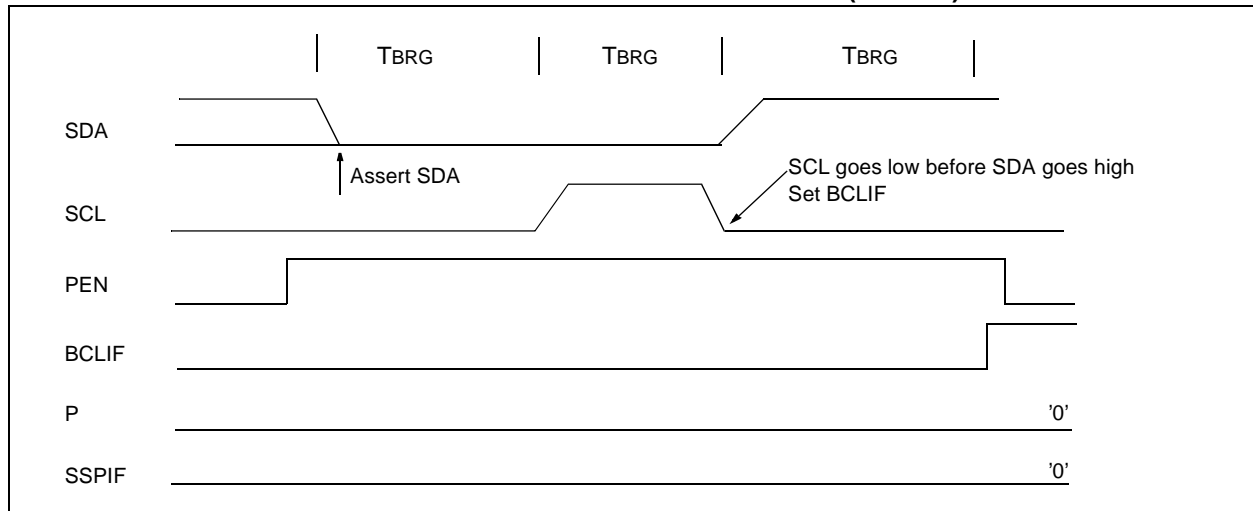 TBRG TBRG TBRG
SDA
Assert SDA
SCL goes low before SDA goes high
Set BCLIF
SCL
PEN
BCLIF
P '0'
SSPIF '0'